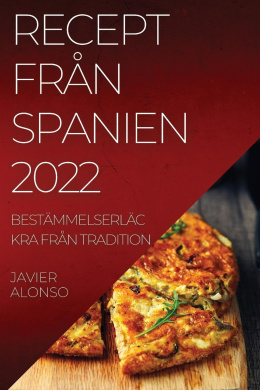 RECEPT
FRÅN
SPANIEN
2022
BESTÄMMELSERLÄC
KRA FRÅN TRADITION
JAVIER
ALONSO